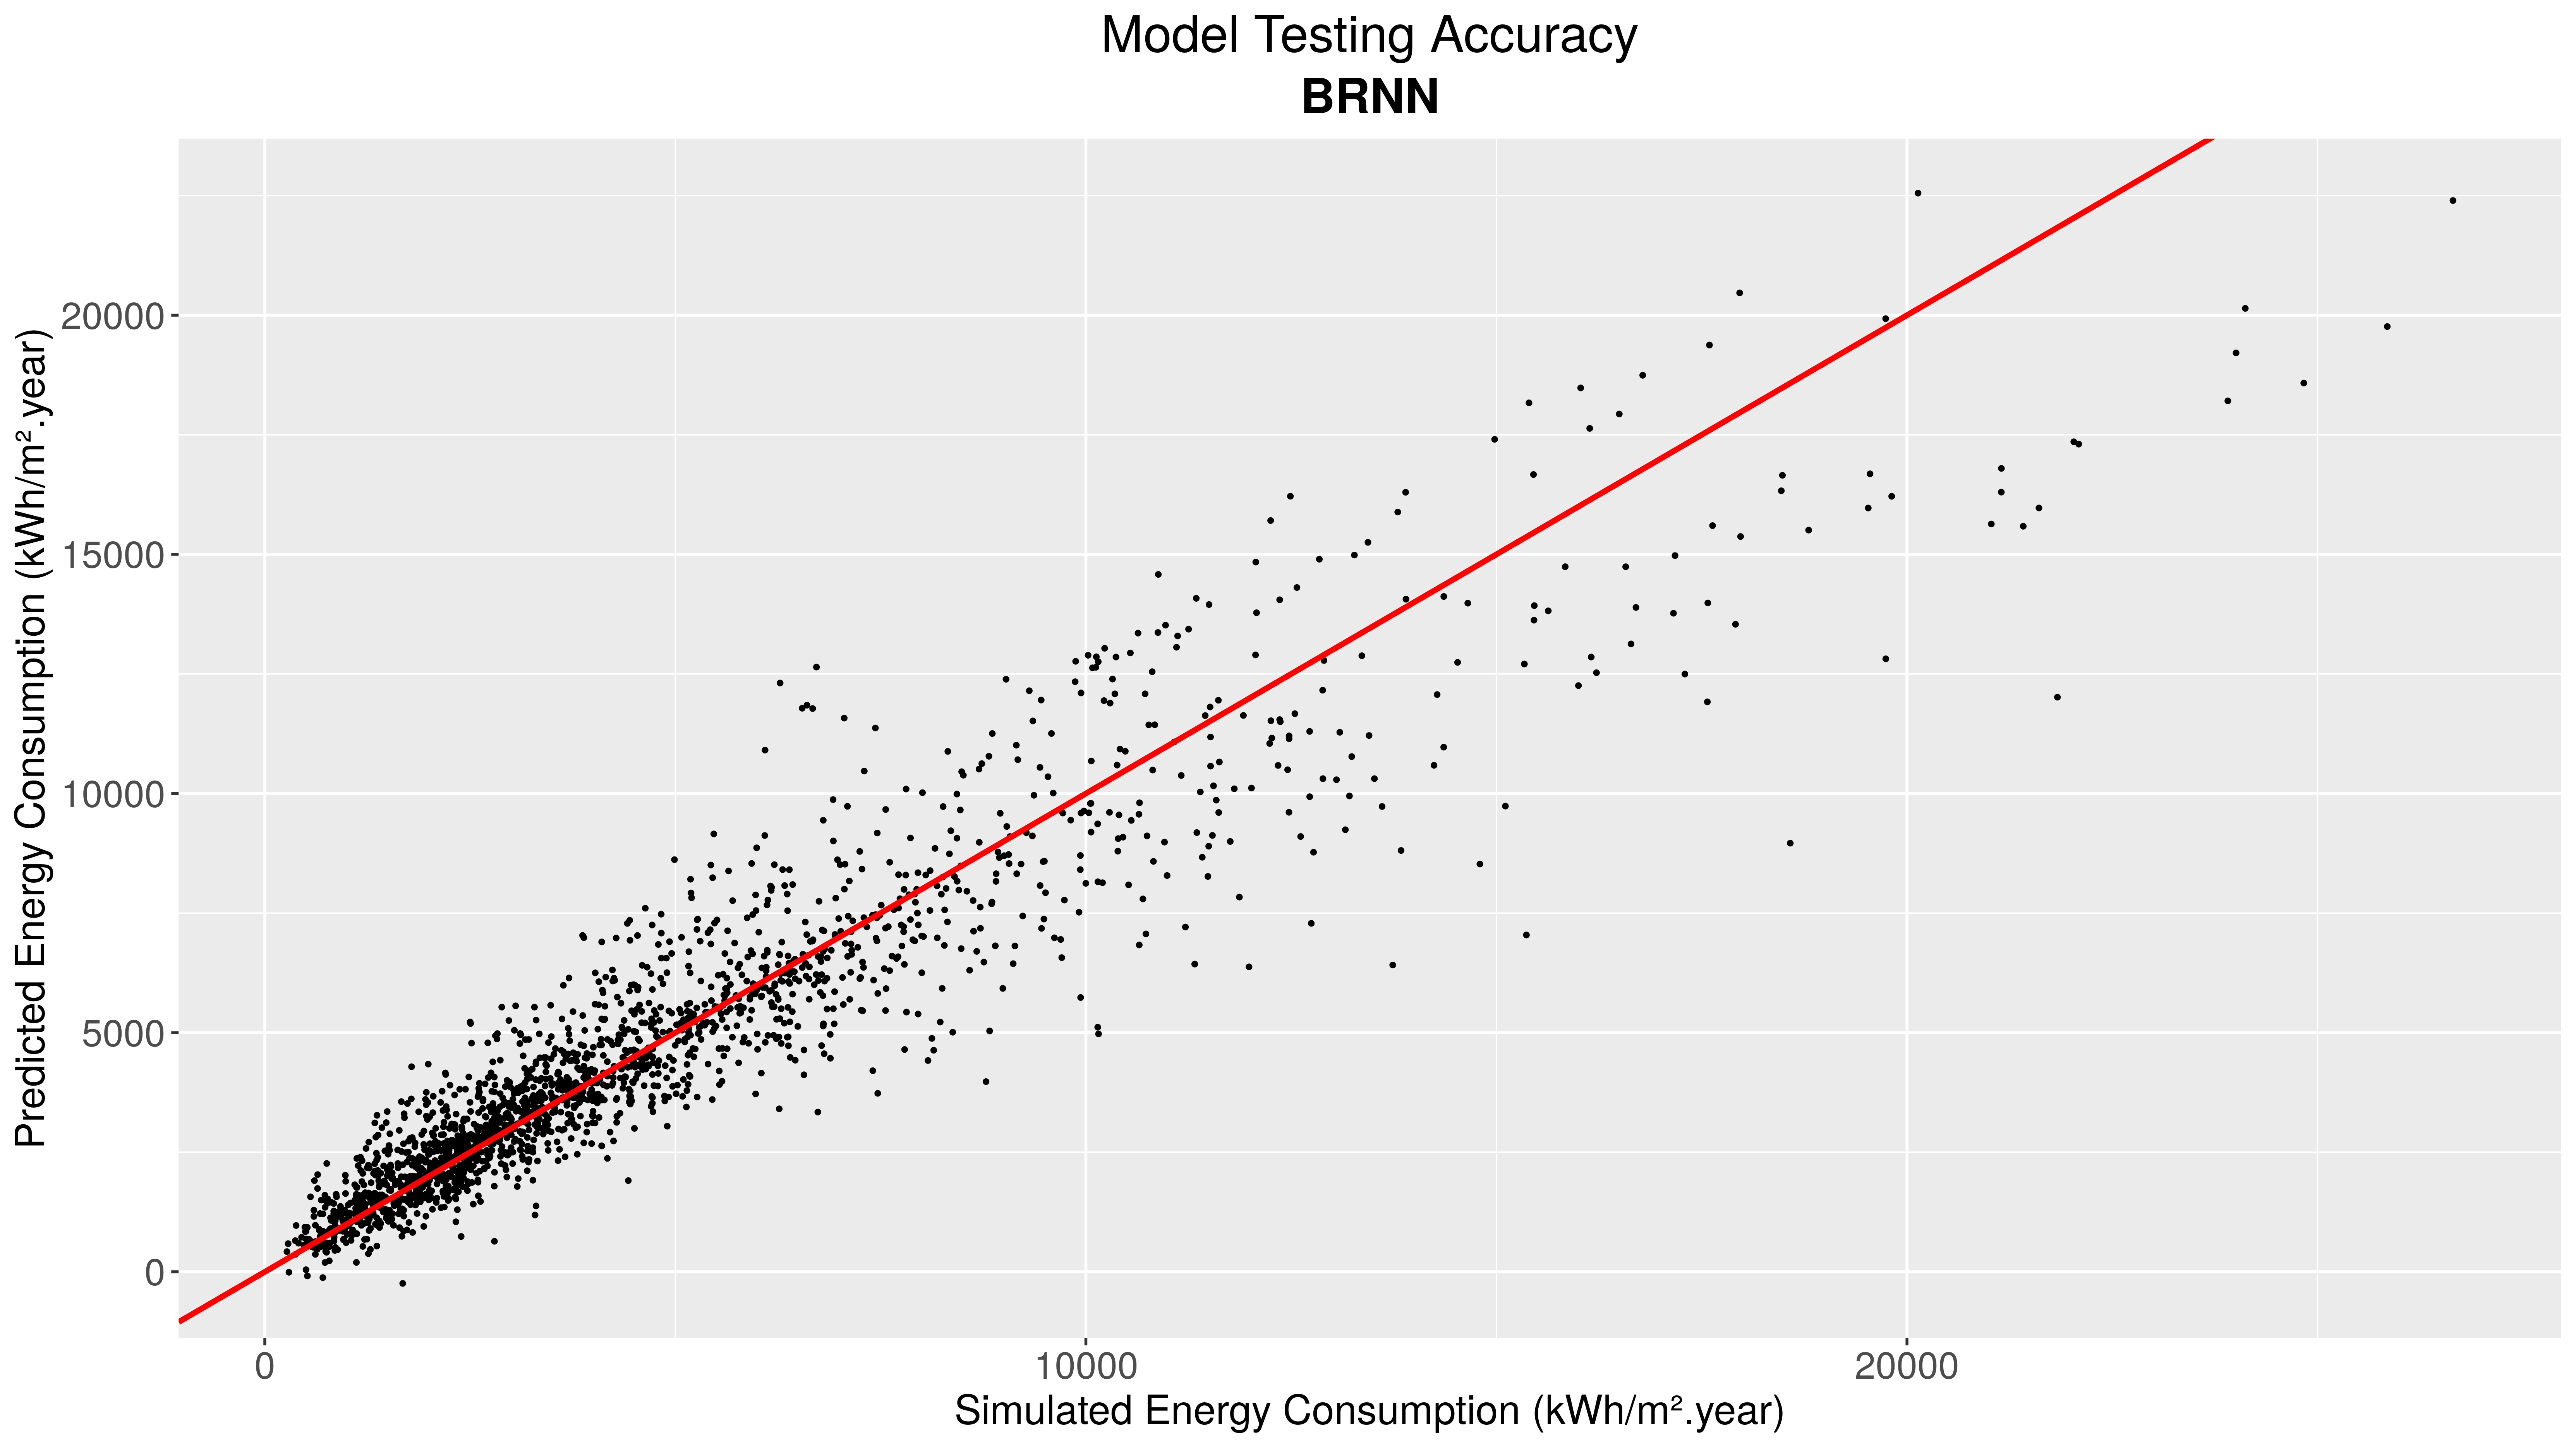 Model Testing Accuracy
BRNN
Predicted Energy Consumption (kWh/m².year)
20000
15000
10000
5000
0
0
10000
20000
Simulated Energy Consumption (kWh/m².year)